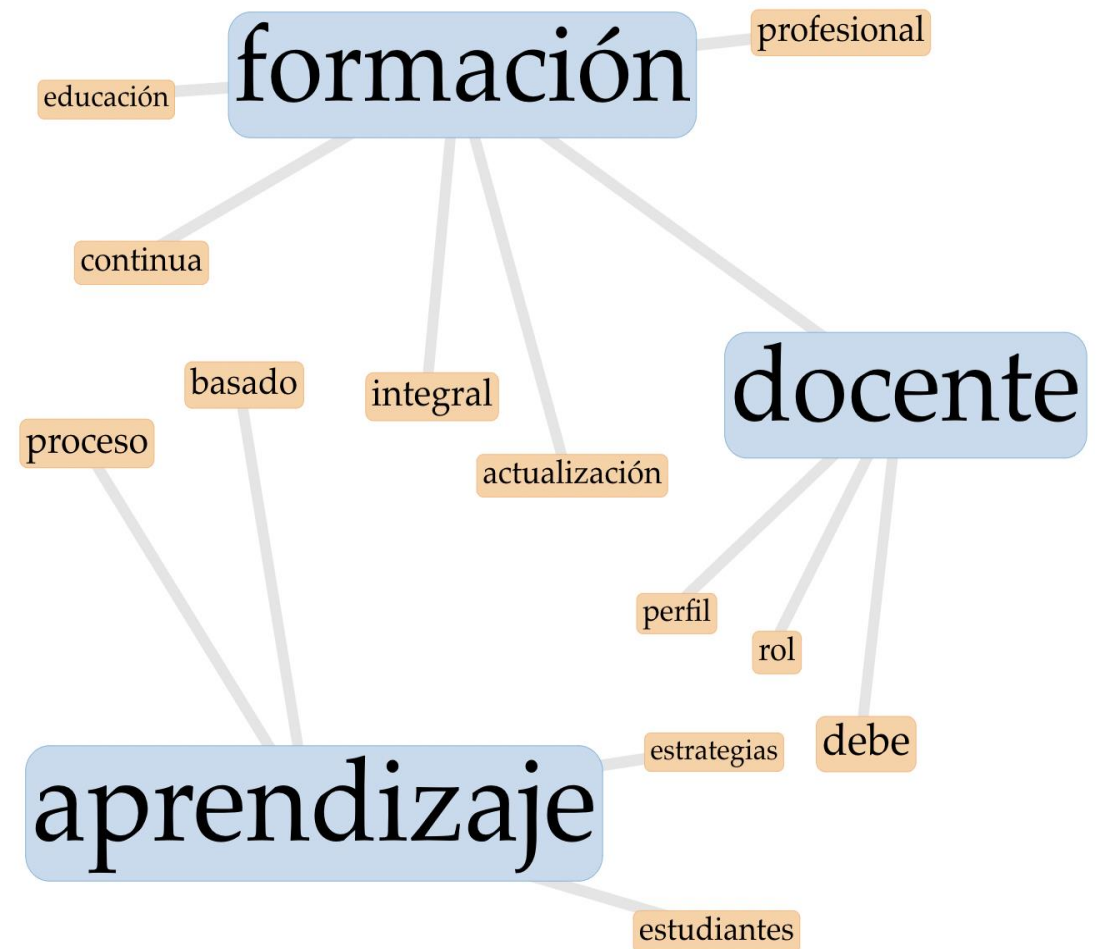 profesional
formación
educación
continua
docente
basado
integral
proceso
actualización
perfil
rol
debe
estrategias
aprendizaje
estudiantes